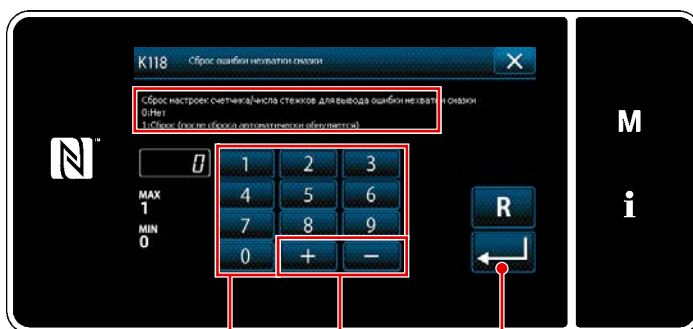 K118 Сброс ошибки нехватки смазки
Сброс настроек счетчика/числа стежков для вывода ошибки нехватки смазки
0:Нет
1:Сброс (после сброса автоматически обнуляется)
M
N™
0
1 2 3
MAX
1
4 5 6
R
i
MIN
0
7 8 9
0 + −